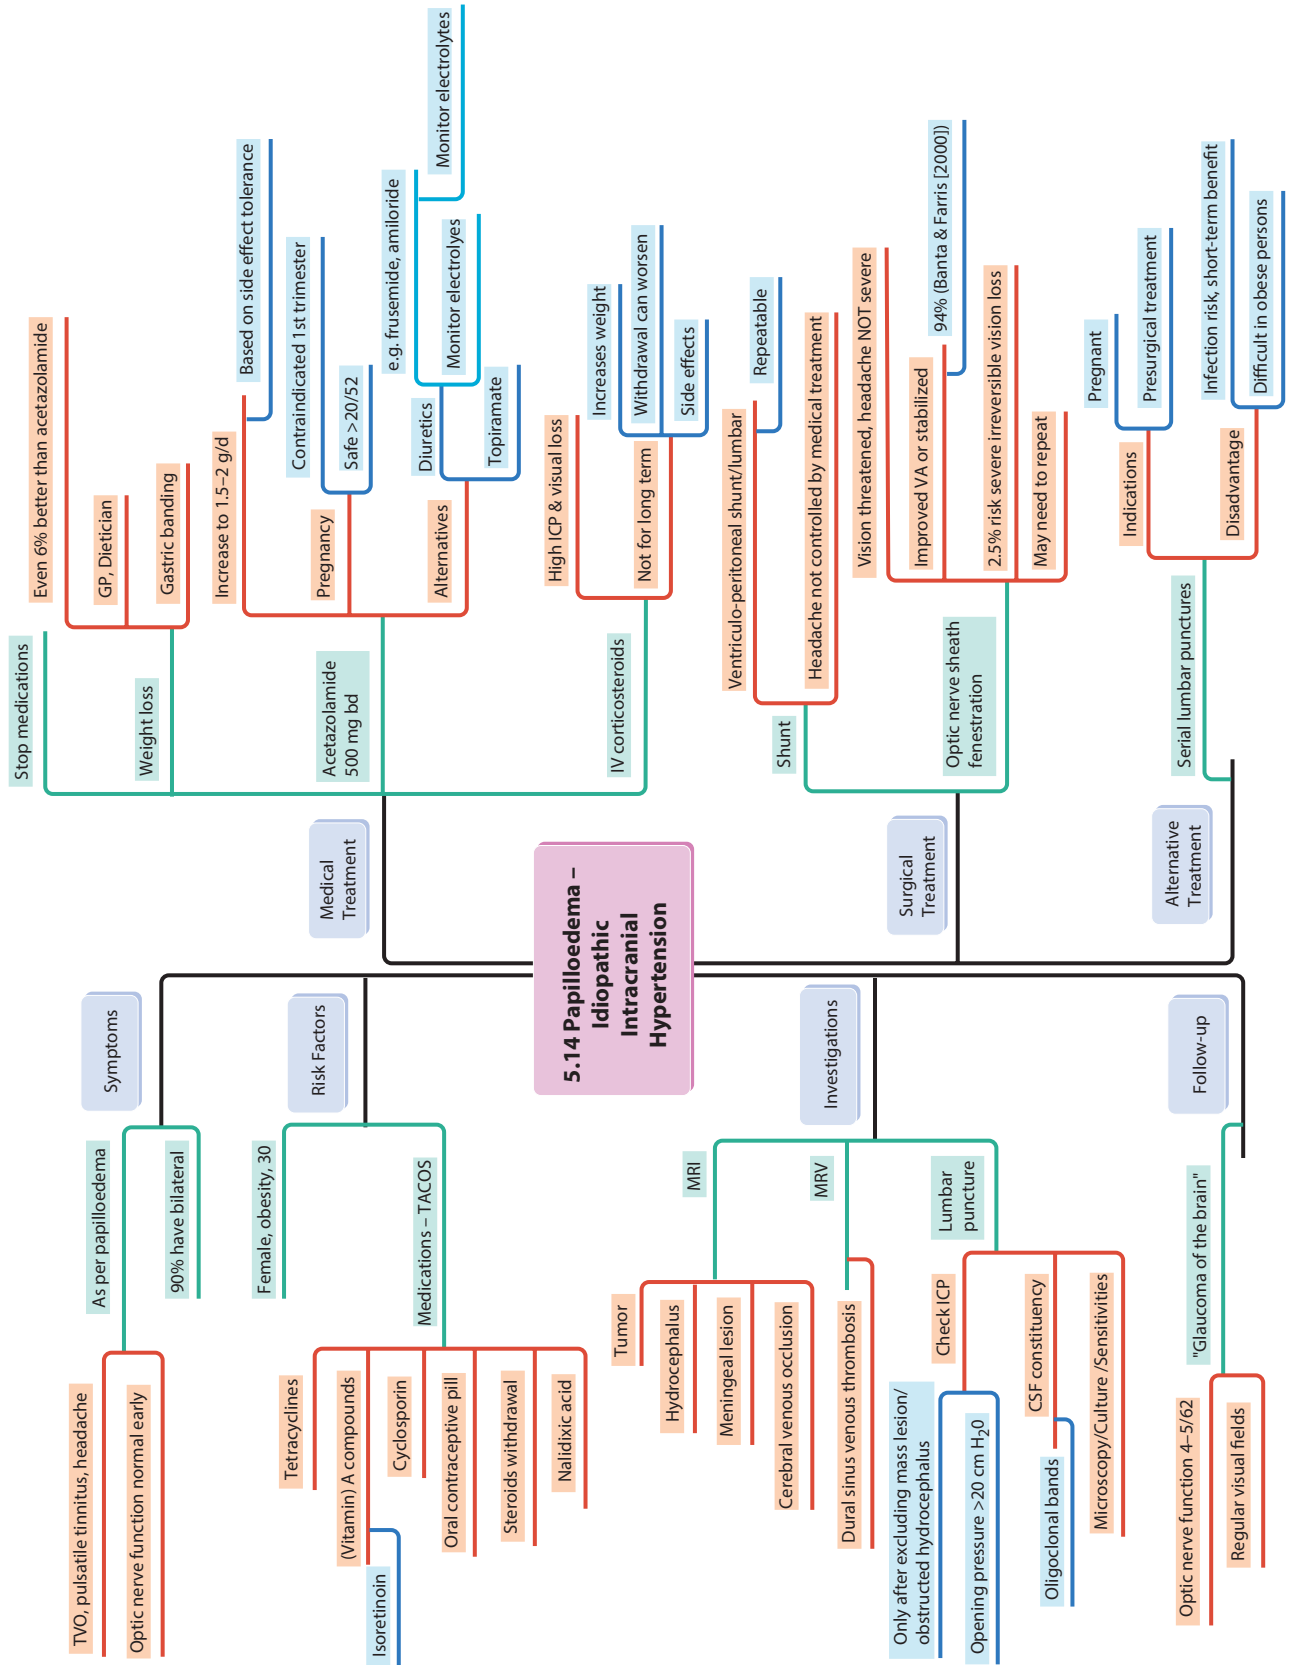 5.14 Papilloedema –
Idiopathic
Intracranial
Hypertension
Symptoms
As per papilloedema
TVO, pulsatile tinnitus, headache
Optic nerve function normal early
90% have bilateral
Risk Factors
Female, obesity, 30
Medications – TACOS
Tetracyclines
(Vitamin) A compounds
Isoretinoin
Cyclosporin
Oral contraceptive pill
Steroids withdrawal
Nalidixic acid
Investigations
MRI
Tumor
Hydrocephalus
Meningeal lesion
Cerebral venous occlusion
MRV
Dural sinus venous thrombosis
Lumbar
puncture
Check ICP
Only after excluding mass lesion/
obstructed hydrocephalus
Opening pressure >20 cm H₂0
CSF constituency
Oligoclonal bands
Microscopy/Culture /Sensitivities
Follow-up
"Glaucoma of the brain"
Optic nerve function 4–5/62
Regular visual fields
Medical
Treatment
Stop medications
Weight loss
Even 6% better than acetazolamide
GP, Dietician
Gastric banding
Acetazolamide
500 mg bd
Increase to 1.5–2 g/d
Based on side effect tolerance
Pregnancy
Contraindicated 1st trimester
Safe > 20/52
Alternatives
Diuretics
e.g. frusemide, amiloride
Monitor electrolytes
Monitor electrolyes
Topiramate
IV corticosteroids
High ICP & visual loss
Not for long term
Increases weight
Withdrawal can worsen
Side effects
Surgical
Treatment
Shunt
Ventriculo-peritoneal shunt/lumbar
Repeatable
Headache not controlled by medical treatment
Optic nerve sheath
fenestration
Vision threatened, headache NOT severe
Improved VA or stabilized
94% (Banta & Farris [2000])
2.5% risk severe irreversible vision loss
May need to repeat
Alternative
Treatment
Serial lumbar punctures
Indications
Pregnant
Presurgical treatment
Disadvantage
Infection risk, short-term benefit
Difficult in obese persons